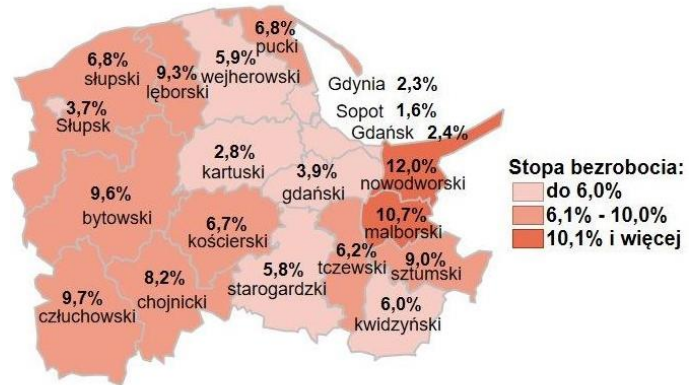 6,8%
pucki
6,8%
słupski
9,3%
lęborski
5,9%
wejherowski
Gdynia 2,3%
Sopot 1,6%
Gdańsk 2,4%
3,7%
Słupsk
2,8%
kartuski
3,9%
gdański
12,0%
nowodworski
9,6%
bytowski
6,7%
kościerski
10,7%
malborski
6,2%
tczewski
9,0%
sztumski
5,8%
starogardzki
8,2%
chojnicki
9,7%
człuchowski
6,0%
kwidzyński
Stopa bezrobocia:
do 6,0%
6,1% - 10,0%
10,1% i więcej